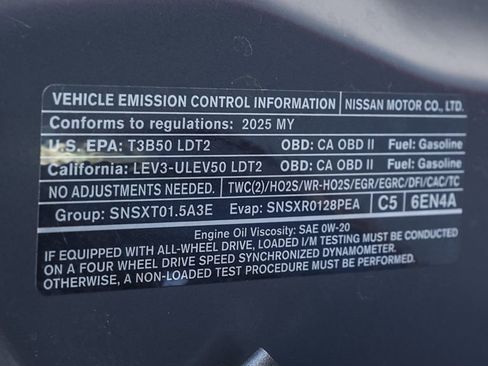 VEHICLE EMISSION CONTROL INFORMATION NISSAN MOTOR CO., LTD.
Conforms to regulations: 2025 MY
U.S. EPA: T3B50 LDT2 OBD: CA OBD II Fuel: Gasoline
California: LEV3-ULEV50 LDT2 OBD: CA OBD II Fuel: Gasoline
NO ADJUSTMENTS NEEDED. TWC(2)/HO2S/WR-HO2S/EGR/EGRC/DFI/CAC/TC
Group: SNSXT01.5A3E Evap: SNSXR0128PEA C5 6EN4A
Engine Oil Viscosity: SAE 0W-20
IF EQUIPPED WITH ALL-WHEEL DRIVE, LOADED I/M TESTING MUST BE CONDUCTED
ON A FOUR WHEEL DRIVE SPEED SYNCHRONIZED DYNAMOMETER.
OTHERWISE, A NON-LOADED TEST PROCEDURE MUST BE PERFORMED.